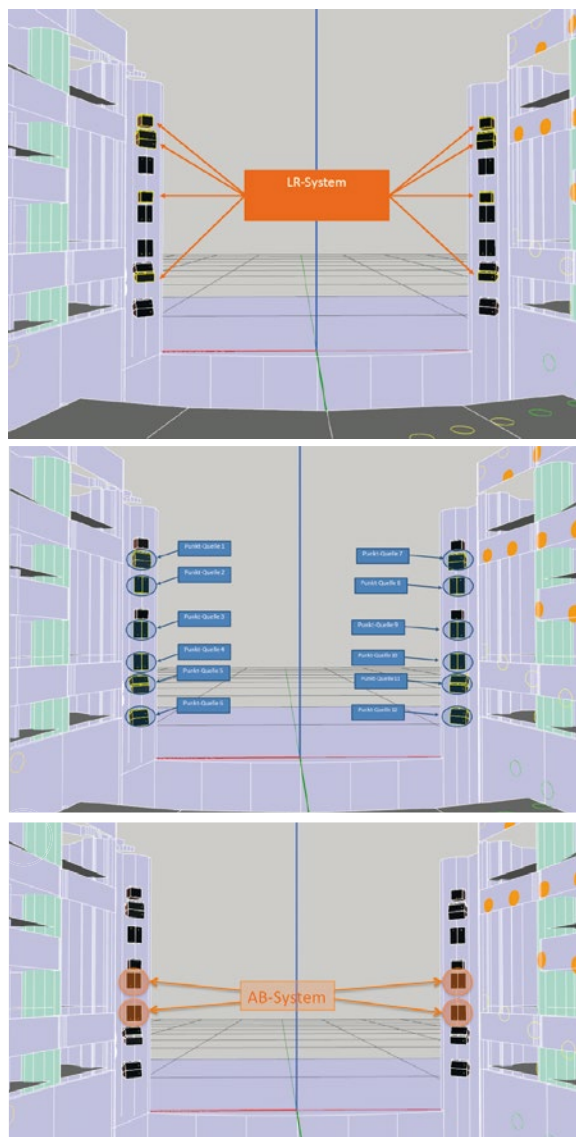 LR-System
Punkt-Quelle 1
Punkt-Quelle 7
Punkt-Quelle 2
Punkt-Quelle 8
Punkt-Quelle 3
Punkt-Quelle 9
Punkt-Quelle 4
Punkt-Quelle 10
Punkt-Quelle 5
Punkt-Quelle 11
Punkt-Quelle 6
Punkt-Quelle 12
AB-System